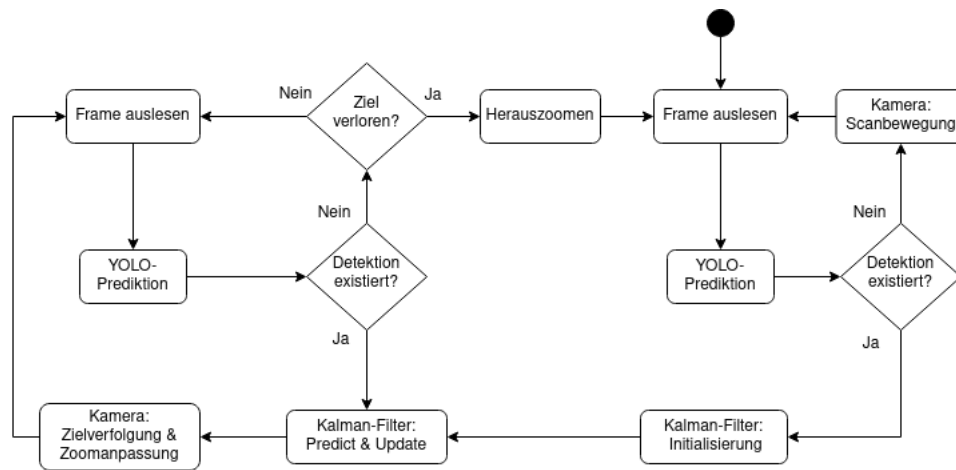 Nein
Ziel
verloren?
Ja
Frame auslesen
Herauszoomen
Frame auslesen
Kamera:
Scanbewegung
Nein
Nein
YOLO-
Prediktion
Detektion
existiert?
YOLO-
Prediktion
Detektion
existiert?
Ja
Ja
Kamera:
Zielverfolgung &
Zoomanpassung
Kalman-Filter:
Predict & Update
Kalman-Filter:
Initialisierung